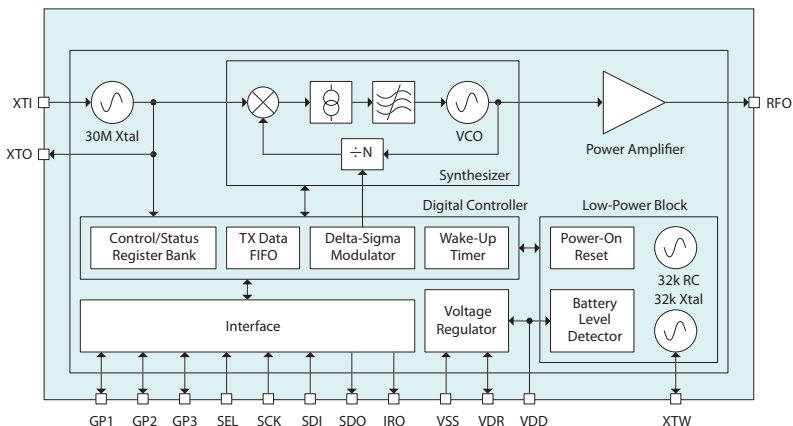 XTI
30M Xtal
XTO
VCO
÷N
Synthesizer
Power Amplifier
RFO
Digital Controller
Control/Status
Register Bank
TX Data
FIFO
Delta-Sigma
Modulator
Wake-Up
Timer
Low-Power Block
Power-On
Reset
32k RC
32k Xtal
Battery
Level
Detector
Interface
Voltage
Regulator
GP1
GP2
GP3
SEL
SCK
SDI
SDO
IRO
VSS
VDR
VDD
XTW